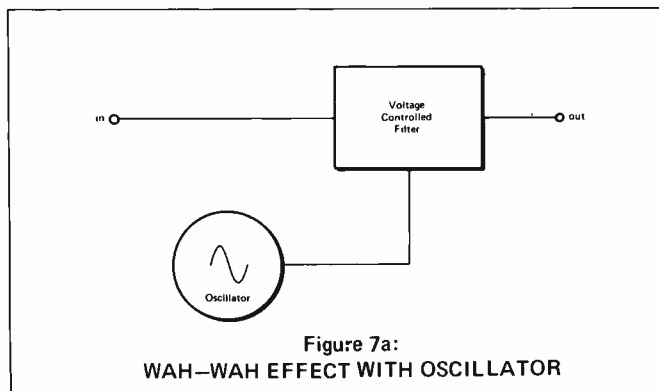 Voltage
Controlled
Filter
in
out
Oscillator
Figure 7a:
WAH—WAH EFFECT WITH OSCILLATOR